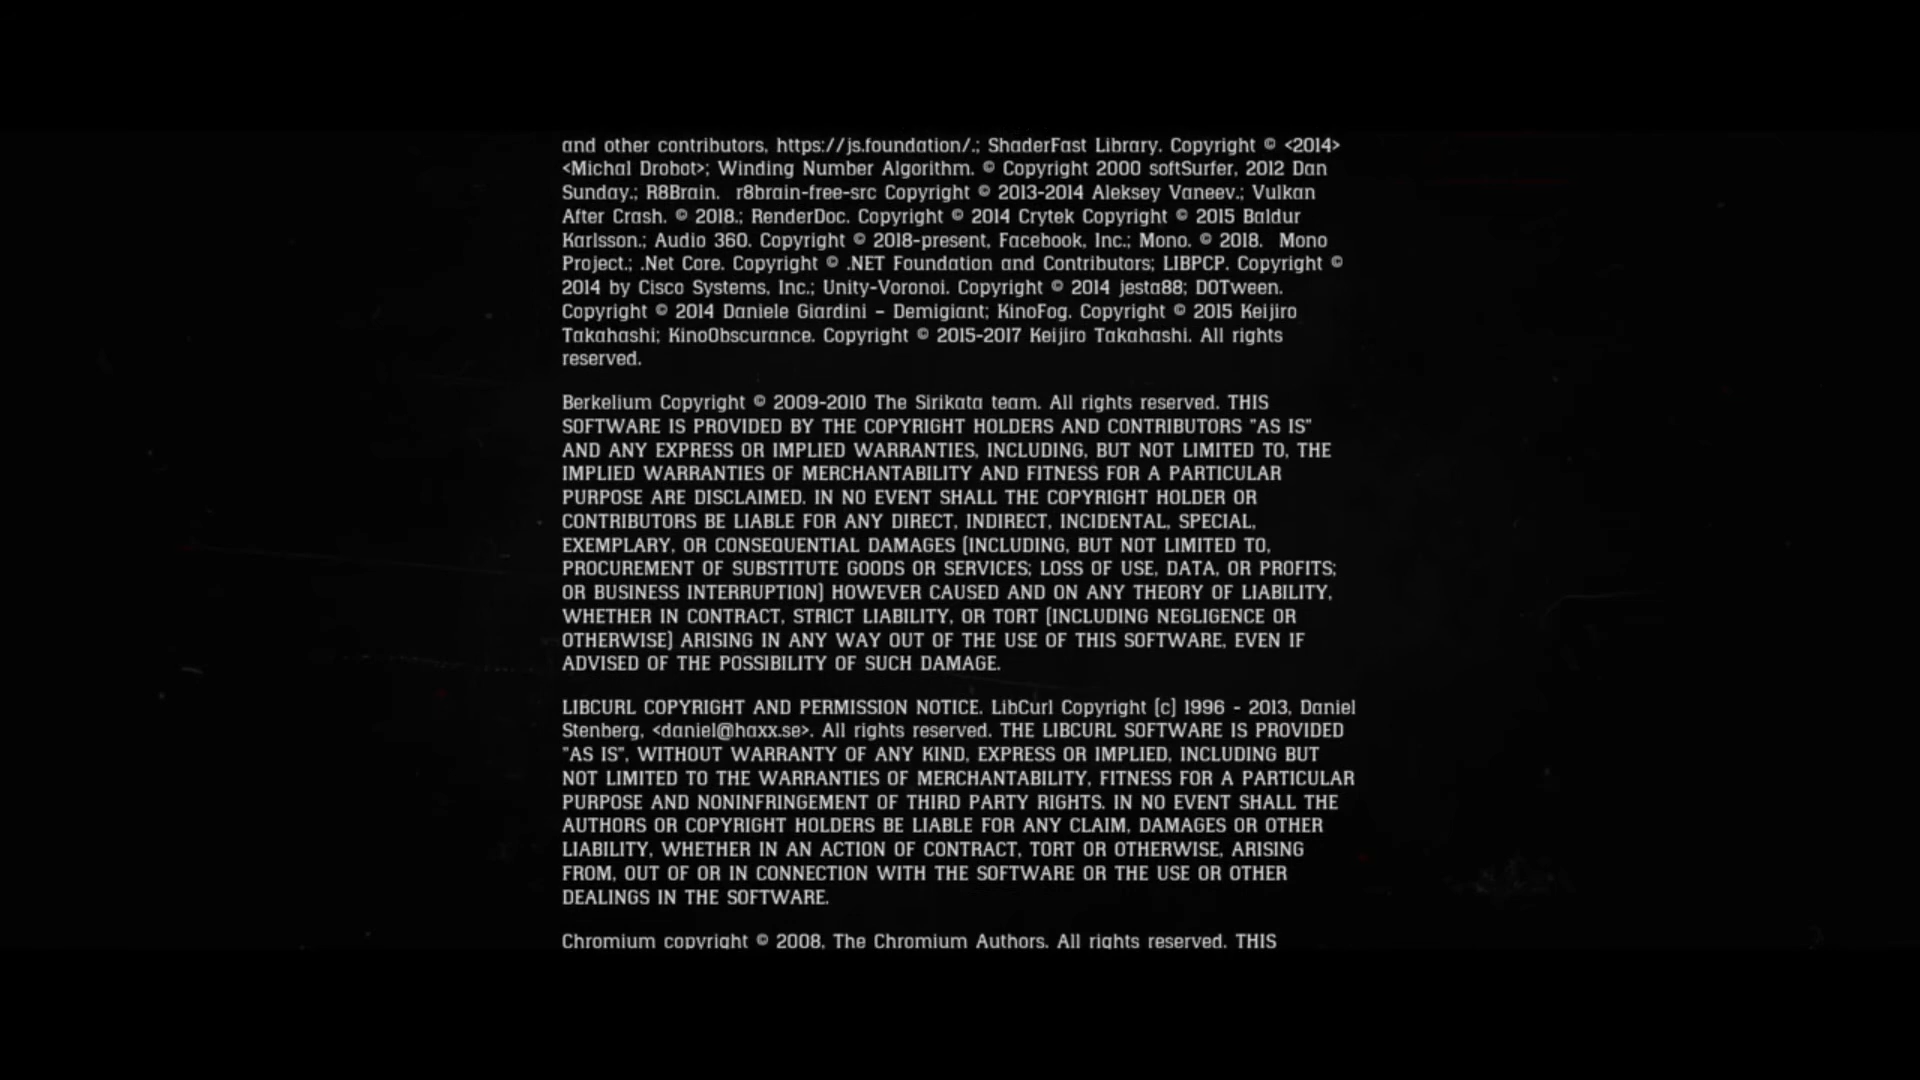 and other contributors, https://js.foundation/.; ShaderFast Library. Copyright © <2014>
<Michal Drobot>; Winding Number Algorithm. © Copyright 2000 softSurfer, 2012 Dan
Sunday.; R8Brain.  r8brain-free-src Copyright © 2013-2014 Aleksey Vaneev.; Vulkan
After Crash. © 2018.; RenderDoc. Copyright © 2014 Crytek Copyright © 2015 Baldur
Karlsson.; Audio 360. Copyright © 2018-present, Facebook, Inc.; Mono. © 2018.  Mono
Project.; .Net Core. Copyright © .NET Foundation and Contributors; LIBPCP. Copyright ©
2014 by Cisco Systems, Inc.; Unity-Voronoi. Copyright © 2014 jesta88; DOTween.
Copyright © 2014 Daniele Giardini – Demigiant; KinoFog. Copyright © 2015 Keijiro
Takahashi; KinoObscurance. Copyright © 2015-2017 Keijiro Takahashi. All rights
reserved.
Berkelium Copyright © 2009-2010 The Sirikata team. All rights reserved. THIS
SOFTWARE IS PROVIDED BY THE COPYRIGHT HOLDERS AND CONTRIBUTORS "AS IS"
AND ANY EXPRESS OR IMPLIED WARRANTIES, INCLUDING, BUT NOT LIMITED TO, THE
IMPLIED WARRANTIES OF MERCHANTABILITY AND FITNESS FOR A PARTICULAR
PURPOSE ARE DISCLAIMED. IN NO EVENT SHALL THE COPYRIGHT HOLDER OR
CONTRIBUTORS BE LIABLE FOR ANY DIRECT, INDIRECT, INCIDENTAL, SPECIAL,
EXEMPLARY, OR CONSEQUENTIAL DAMAGES (INCLUDING, BUT NOT LIMITED TO,
PROCUREMENT OF SUBSTITUTE GOODS OR SERVICES; LOSS OF USE, DATA, OR PROFITS;
OR BUSINESS INTERRUPTION) HOWEVER CAUSED AND ON ANY THEORY OF LIABILITY,
WHETHER IN CONTRACT, STRICT LIABILITY, OR TORT (INCLUDING NEGLIGENCE OR
OTHERWISE) ARISING IN ANY WAY OUT OF THE USE OF THIS SOFTWARE, EVEN IF
ADVISED OF THE POSSIBILITY OF SUCH DAMAGE.
LIBCURL COPYRIGHT AND PERMISSION NOTICE. LibCurl Copyright (c) 1996 - 2013, Daniel
Stenberg, <daniel@haxx.se>. All rights reserved. THE LIBCURL SOFTWARE IS PROVIDED
"AS IS", WITHOUT WARRANTY OF ANY KIND, EXPRESS OR IMPLIED, INCLUDING BUT
NOT LIMITED TO THE WARRANTIES OF MERCHANTABILITY, FITNESS FOR A PARTICULAR
PURPOSE AND NONINFRINGEMENT OF THIRD PARTY RIGHTS. IN NO EVENT SHALL THE
AUTHORS OR COPYRIGHT HOLDERS BE LIABLE FOR ANY CLAIM, DAMAGES OR OTHER
LIABILITY, WHETHER IN AN ACTION OF CONTRACT, TORT OR OTHERWISE, ARISING
FROM, OUT OF OR IN CONNECTION WITH THE SOFTWARE OR THE USE OR OTHER
DEALINGS IN THE SOFTWARE.
Chromium copyright © 2008, The Chromium Authors. All rights reserved. THIS